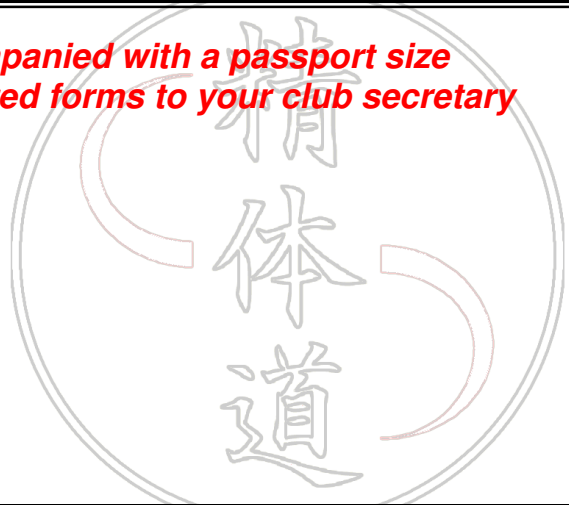 panied with a passport size
ed forms to your club secretary
精
体
道